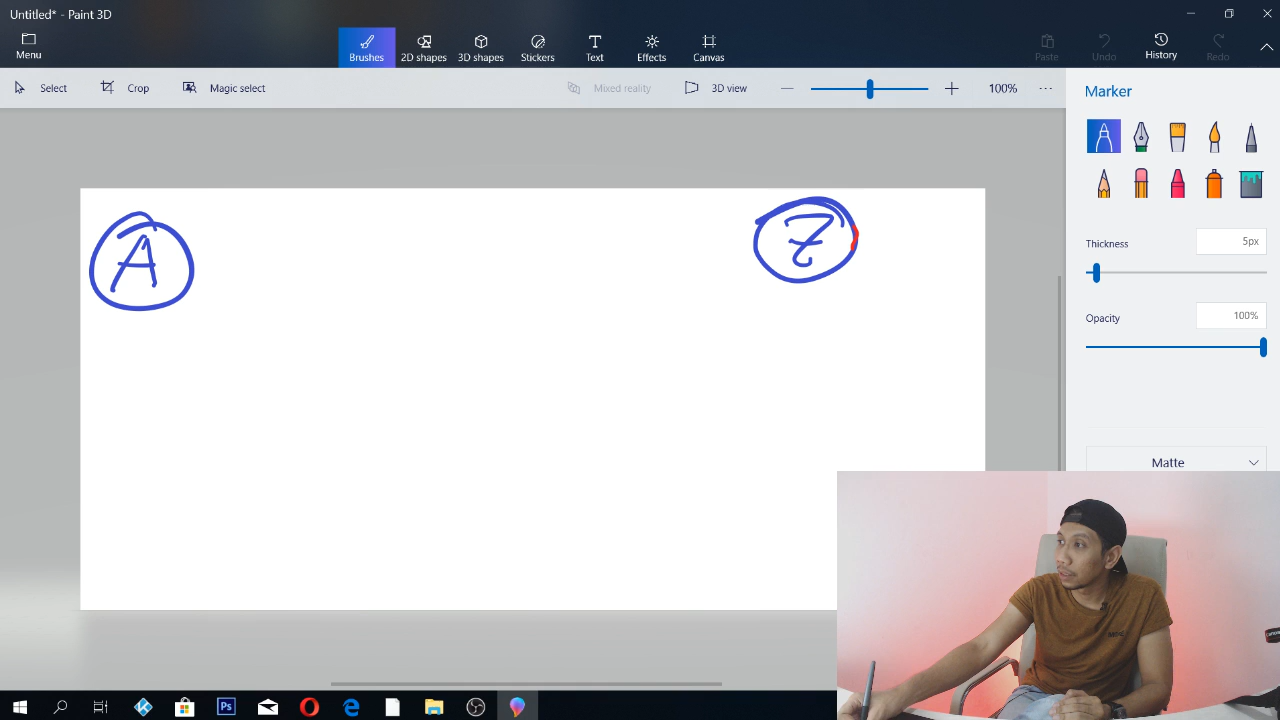 Untitled* - Paint 3D
Menu
Brushes
2D shapes
3D shapes
Stickers
Text
Effects
Canvas
Paste
Undo
History
Redo
Select
Crop
Magic select
Mixed reality
3D view
100%
Marker
Thickness
5px
Opacity
100%
Matte
A
Z
Ps